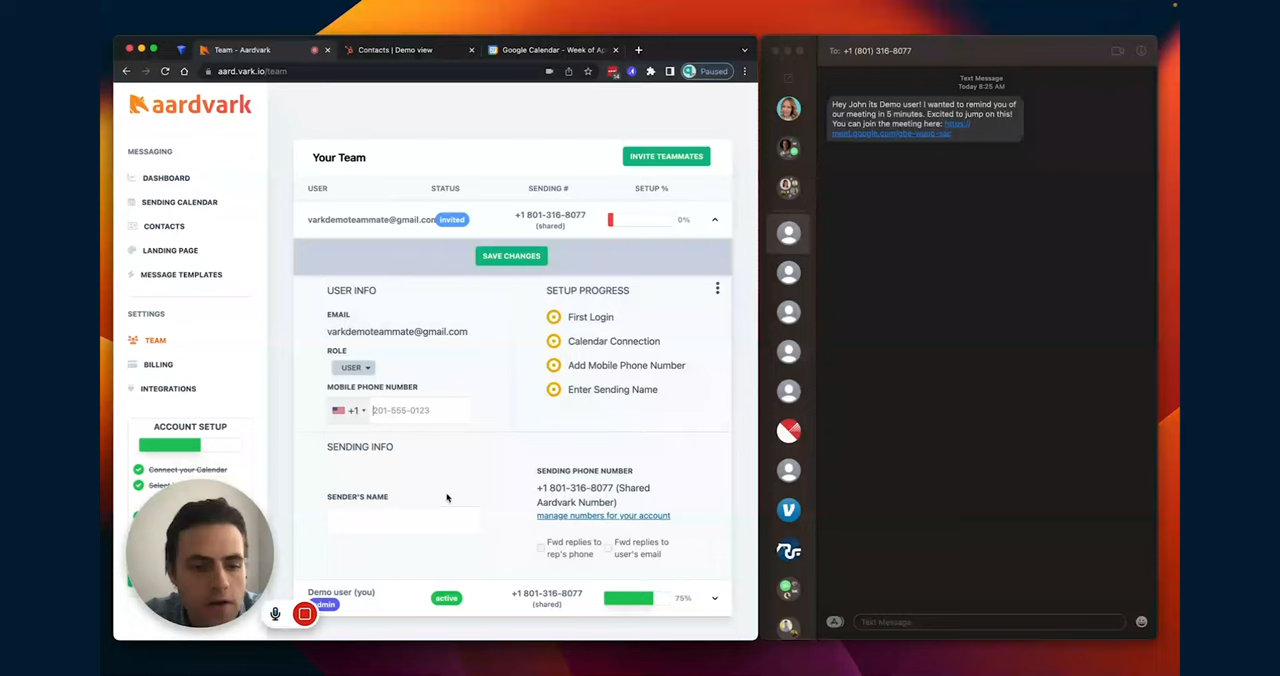 Team - Aardvark
Contacts | Demo view
Google Calendar - Week of Ap
aard.vark.io/team
Paused
aardvark
MESSAGING
DASHBOARD
SENDING CALENDAR
CONTACTS
LANDING PAGE
MESSAGE TEMPLATES
SETTINGS
TEAM
BILLING
INTEGRATIONS
ACCOUNT SETUP
Connect your Calendar
Your Team
INVITE TEAMMATES
USER
STATUS
SENDING #
SETUP %
varkdemoteammate@gmail.con
invited
+1 801-316-8077
(shared)
0%
SAVE CHANGES
USER INFO
EMAIL
varkdemoteammate@gmail.com
ROLE
USER
MOBILE PHONE NUMBER
+1
201-555-0123
SETUP PROGRESS
First Login
Calendar Connection
Add Mobile Phone Number
Enter Sending Name
SENDING INFO
SENDER'S NAME
SENDING PHONE NUMBER
+1 801-316-8077 (Shared
Aardvark Number)
manage numbers for your account
Fwd replies to
rep's phone
Fwd replies to
user's email
Demo user (you)
admin
active
+1 801-316-8077
(shared)
75%
To: +1 (801) 316-8077
Text Message
Today 8:25 AM
Hey John its Demo user! I wanted to remind you of
our meeting in 5 minutes. Excited to jump on this!
You can join the meeting here: https://
Text Message